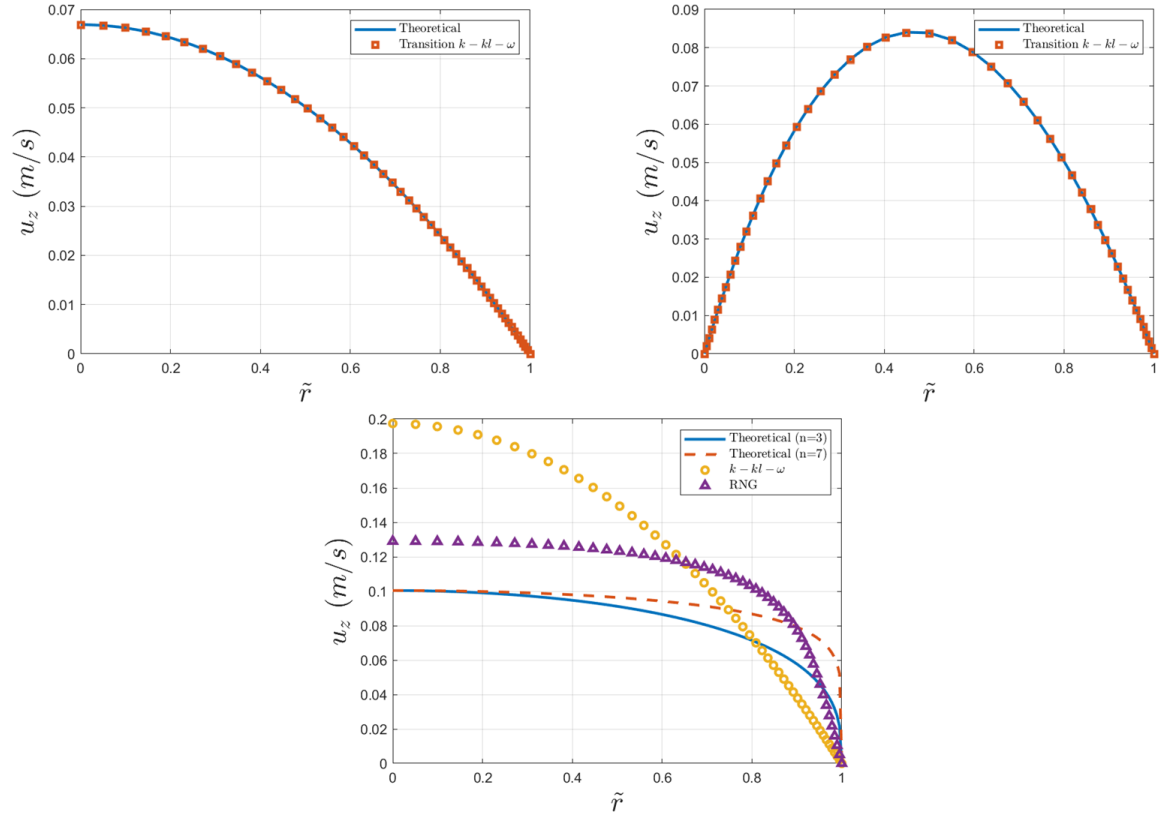 0.07
0.06
0.05
0.04
0.03
0.02
0.01
0
u_z (m/s)
Theoretical
Transition k − kl − ω
0 0.2 0.4 0.6 0.8 1
r̃
0.09
0.08
0.07
0.06
0.05
0.04
0.03
0.02
0.01
0
u_z (m/s)
Theoretical
Transition k − kl − ω
0 0.2 0.4 0.6 0.8 1
r̃
0.2
0.18
0.16
0.14
0.12
0.1
0.08
0.06
0.04
0.02
0
u_z (m/s)
Theoretical (n=3)
Theoretical (n=7)
k − kl − ω
RNG
0 0.2 0.4 0.6 0.8 1
r̃